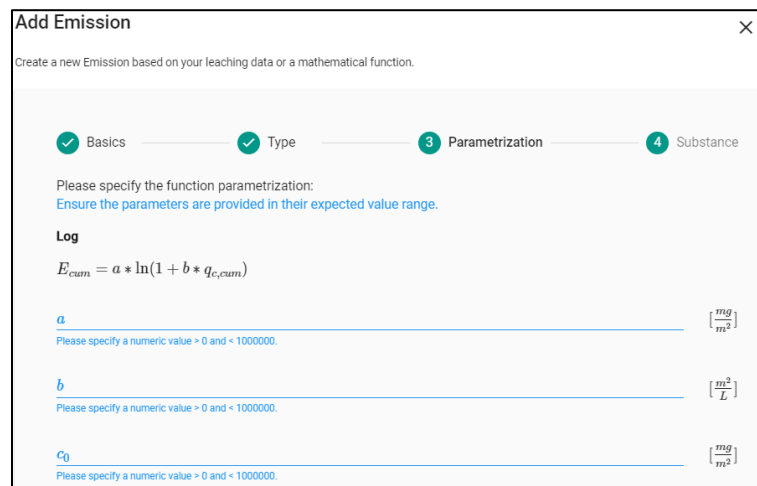 Add Emission
Create a new Emission based on your leaching data or a mathematical function.
Basics
Type
3 Parametrization
4 Substance
Please specify the function parametrization:
Ensure the parameters are provided in their expected value range.
Log
E_{cum} = a * ln(1 + b * q_{c,cum})
a [mg/m²]
Please specify a numeric value > 0 and < 1000000.
b [m²/L]
Please specify a numeric value > 0 and < 1000000.
c₀ [mg/m²]
Please specify a numeric value > 0 and < 1000000.